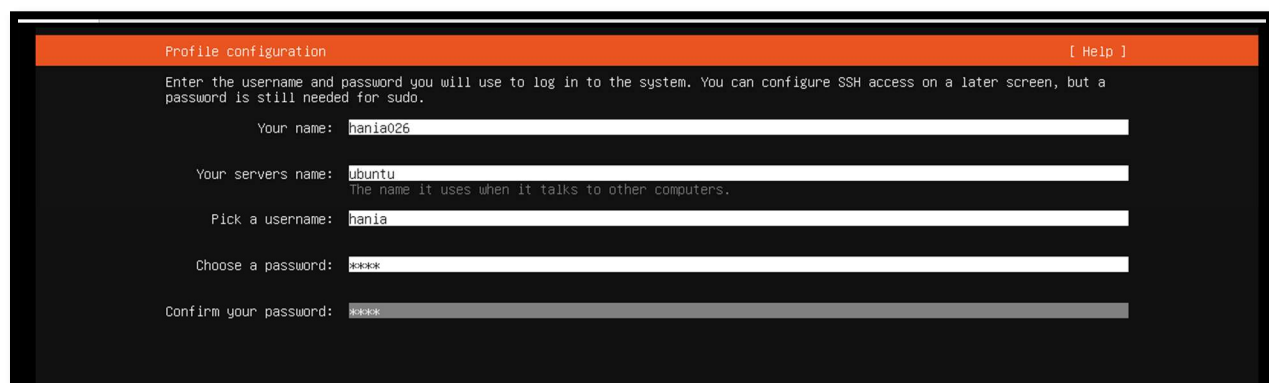 Profile configuration [ Help ]
Enter the username and password you will use to log in to the system. You can configure SSH access on a later screen, but a
password is still needed for sudo.
Your name: hania026
Your servers name: ubuntu
The name it uses when it talks to other computers.
Pick a username: hania
Choose a password: ****
Confirm your password: ****